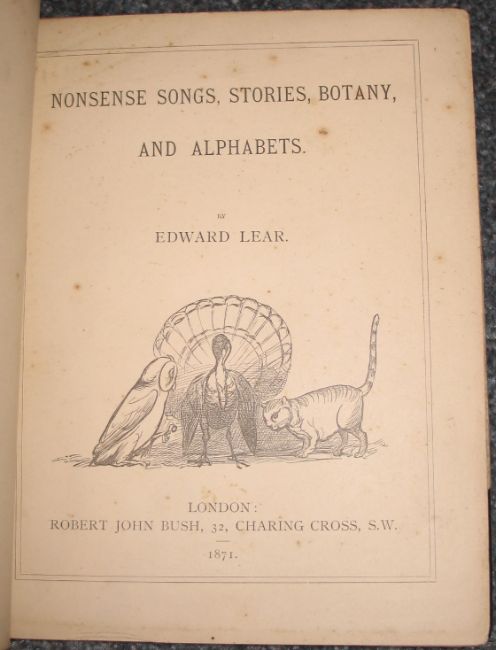 NONSENSE SONGS, STORIES, BOTANY,
AND ALPHABETS.
BY
EDWARD LEAR.
LONDON:
ROBERT JOHN BUSH, 32, CHARING CROSS, S.W.
1871.